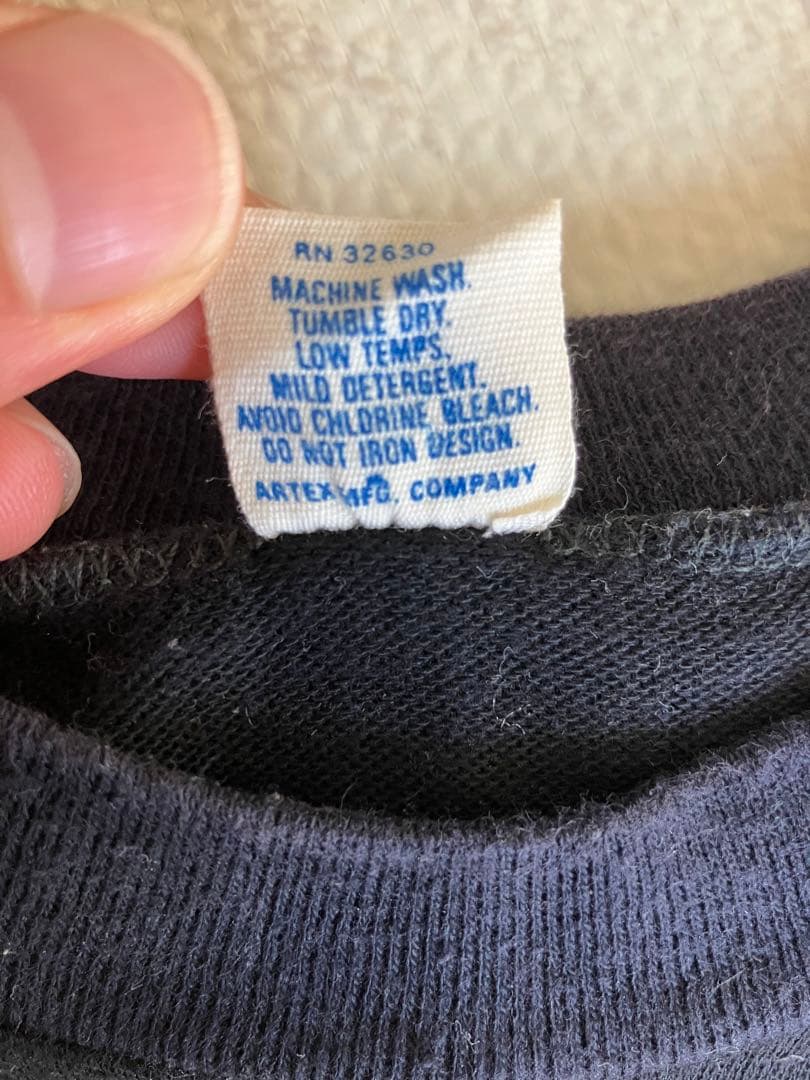 RN 32630
MACHINE WASH.
TUMBLE DRY.
LOW TEMPS.
MILD DETERGENT.
AVOID CHLORINE BLEACH.
DO NOT IRON DESIGN.
ARTEX MFG. COMPANY